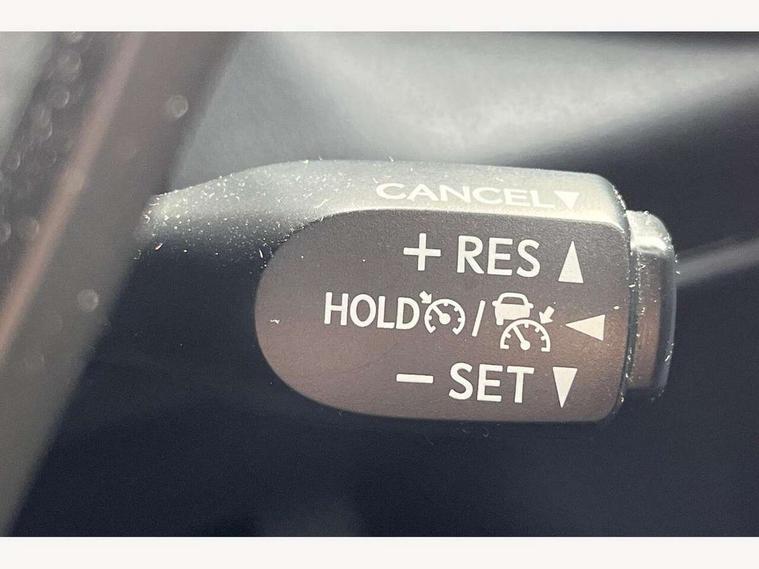 CANCEL▼
+ RES ▲
HOLD / ◀
− SET ▼